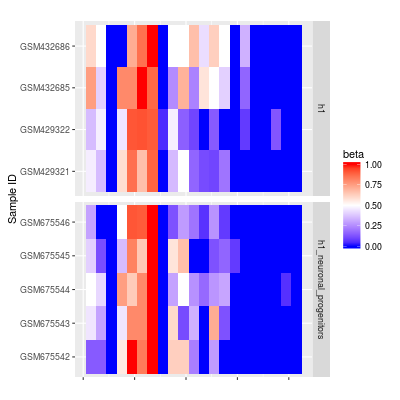 GSM432686
GSM432685
GSM429322
GSM429321
h1
GSM675546
GSM675545
GSM675544
GSM675543
GSM675542
h1_neuronal_progenitors
Sample ID
beta
1.00
0.75
0.50
0.25
0.00